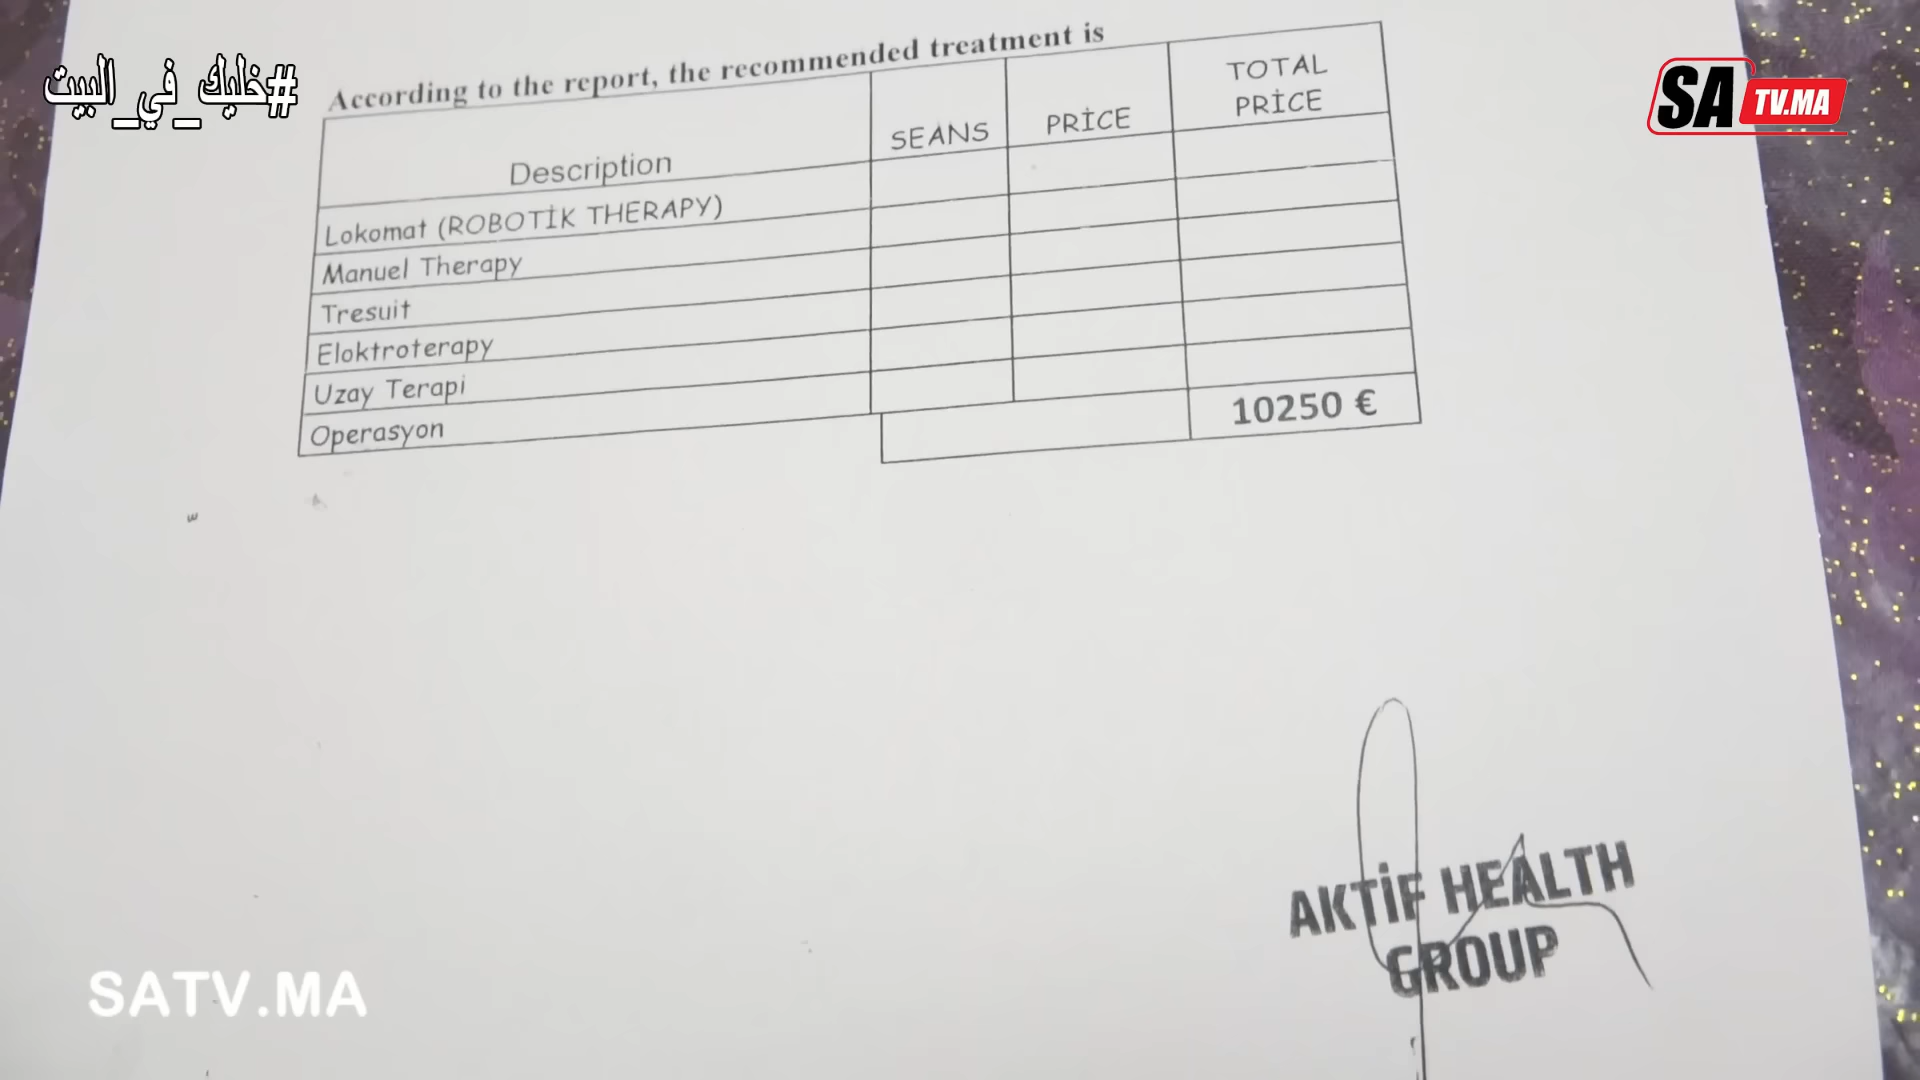 #خليك_في_البيت
SA TV.MA
According to the report, the recommended treatment is
Description SEANS PRİCE TOTAL PRİCE
Lokomat (ROBOTİK THERAPY)
Manuel Therapy
Tresuit
Eloktroterapy
Uzay Terapi
Operasyon
10250 €
AKTİF HEALTH
GROUP
SATV.MA